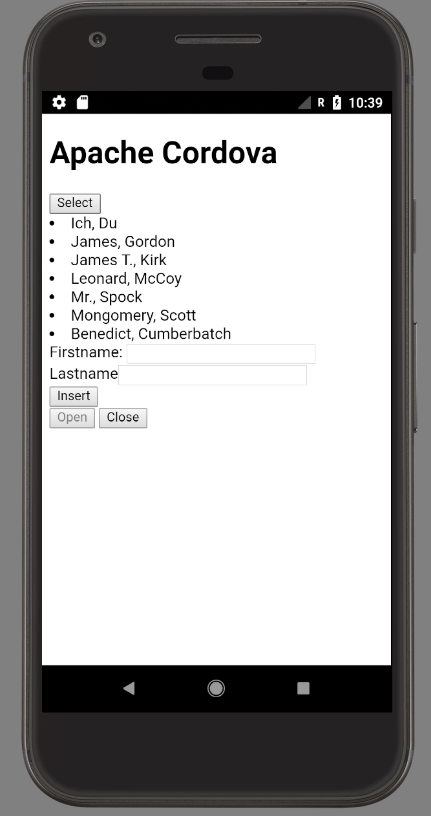 R 10:39
Apache Cordova
Select
Ich, Du
James, Gordon
James T., Kirk
Leonard, McCoy
Mr., Spock
Mongomery, Scott
Benedict, Cumberbatch
Firstname:
Lastname
Insert
Open Close